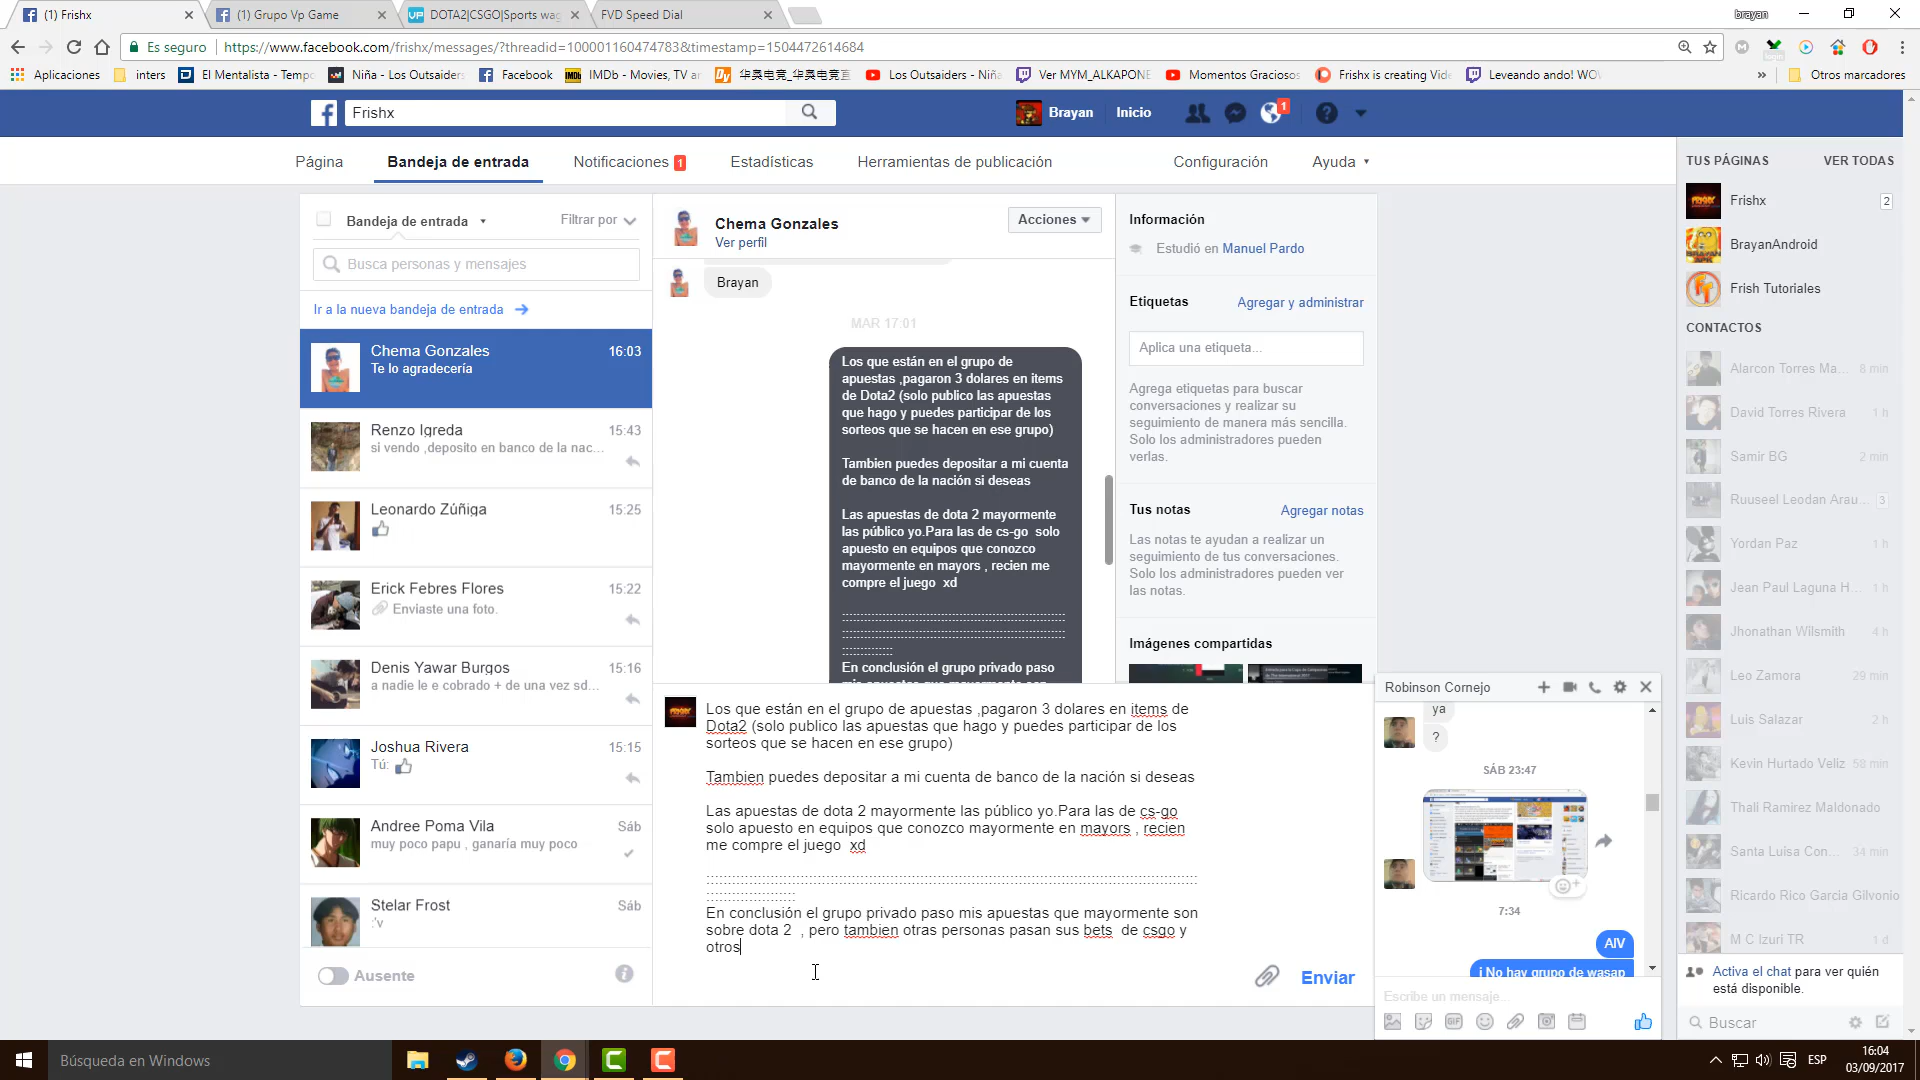 (1) Frishx
(1) Grupo Vp Game
DOTA2|CSGO|Sports wag
FVD Speed Dial
brayan
Es seguro
https://www.facebook.com/frishx/messages/?threadid=100001160474783&timestamp=1504472614684
Aplicaciones
inters
El Mentalista - Tempo
Niña - Los Outsaiders
Facebook
IMDb - Movies, TV an
华奥电竞_华奥电竞直
Los Outsaiders - Niña
Ver MYM_ALKAPONE
Momentos Graciosos
Frishx is creating Vide
Leveando ando! WOW
Otros marcadores
Frishx
Brayan
Inicio
1
Página
Bandeja de entrada
Notificaciones 1
Estadísticas
Herramientas de publicación
Configuración
Ayuda
Bandeja de entrada
Filtrar por
Busca personas y mensajes
Ir a la nueva bandeja de entrada
Chema Gonzales
16:03
Te lo agradecería
Renzo Igreda
15:43
si vendo ,deposito en banco de la nac...
Leonardo Zúñiga
15:25
Erick Febres Flores
15:22
Enviaste una foto.
Denis Yawar Burgos
15:16
a nadie le e cobrado + de una vez sd...
Joshua Rivera
15:15
Tú:
Andree Poma Vila
Sáb
muy poco papu , ganaría muy poco
Stelar Frost
Sáb
:'v
Ausente
Chema Gonzales
Ver perfil
Acciones
Brayan
MAR 17:01
Los que están en el grupo de
apuestas ,pagaron 3 dolares en items
de Dota2 (solo publico las apuestas
que hago y puedes participar de los
sorteos que se hacen en ese grupo)
Tambien puedes depositar a mi cuenta
de banco de la nación si deseas
Las apuestas de dota 2 mayormente
las público yo.Para las de cs-go  solo
apuesto en equipos que conozco
mayormente en mayors , recien me
compre el juego  xd
En conclusión el grupo privado paso
Los que están en el grupo de apuestas ,pagaron 3 dolares en items de
Dota2 (solo publico las apuestas que hago y puedes participar de los
sorteos que se hacen en ese grupo)
Tambien puedes depositar a mi cuenta de banco de la nación si deseas
Las apuestas de dota 2 mayormente las público yo.Para las de cs-go
solo apuesto en equipos que conozco mayormente en mayors , recien
me compre el juego  xd
En conclusión el grupo privado paso mis apuestas que mayormente son
sobre dota 2  , pero tambien otras personas pasan sus bets  de csgo y
otros
Enviar
Información
Estudió en Manuel Pardo
Etiquetas
Agregar y administrar
Aplica una etiqueta...
Agrega etiquetas para buscar
conversaciones y realizar su
seguimiento de manera más sencilla.
Solo los administradores pueden
verlas.
Tus notas
Agregar notas
Las notas te ayudan a realizar un
seguimiento de tus conversaciones.
Solo los administradores pueden ver
las notas.
Imágenes compartidas
Robinson Cornejo
ya
?
SÁB 23:47
7:34
AIV
i No hay grupo de wasap
Escribe un mensaje...
TUS PÁGINAS
VER TODAS
Frishx
2
BrayanAndroid
Frish Tutoriales
CONTACTOS
Alarcon Torres Ma...
8 min
David Torres Rivera
1 h
Samir BG
2 min
Ruuseel Leodan Arau...
3
Yordan Paz
1 h
Jean Paul Laguna H...
1 h
Jhonathan Wilsmith
4 h
Leo Zamora
29 min
Luis Salazar
2 h
Kevin Hurtado Veliz
58 min
Thali Ramirez Maldonado
Santa Luisa Con...
34 min
Ricardo Rico Garcia Gilvonio
M C Izuri TR
1 d
Activa el chat para ver quién
está disponible.
Buscar
Búsqueda en Windows
ESP
16:04
03/09/2017